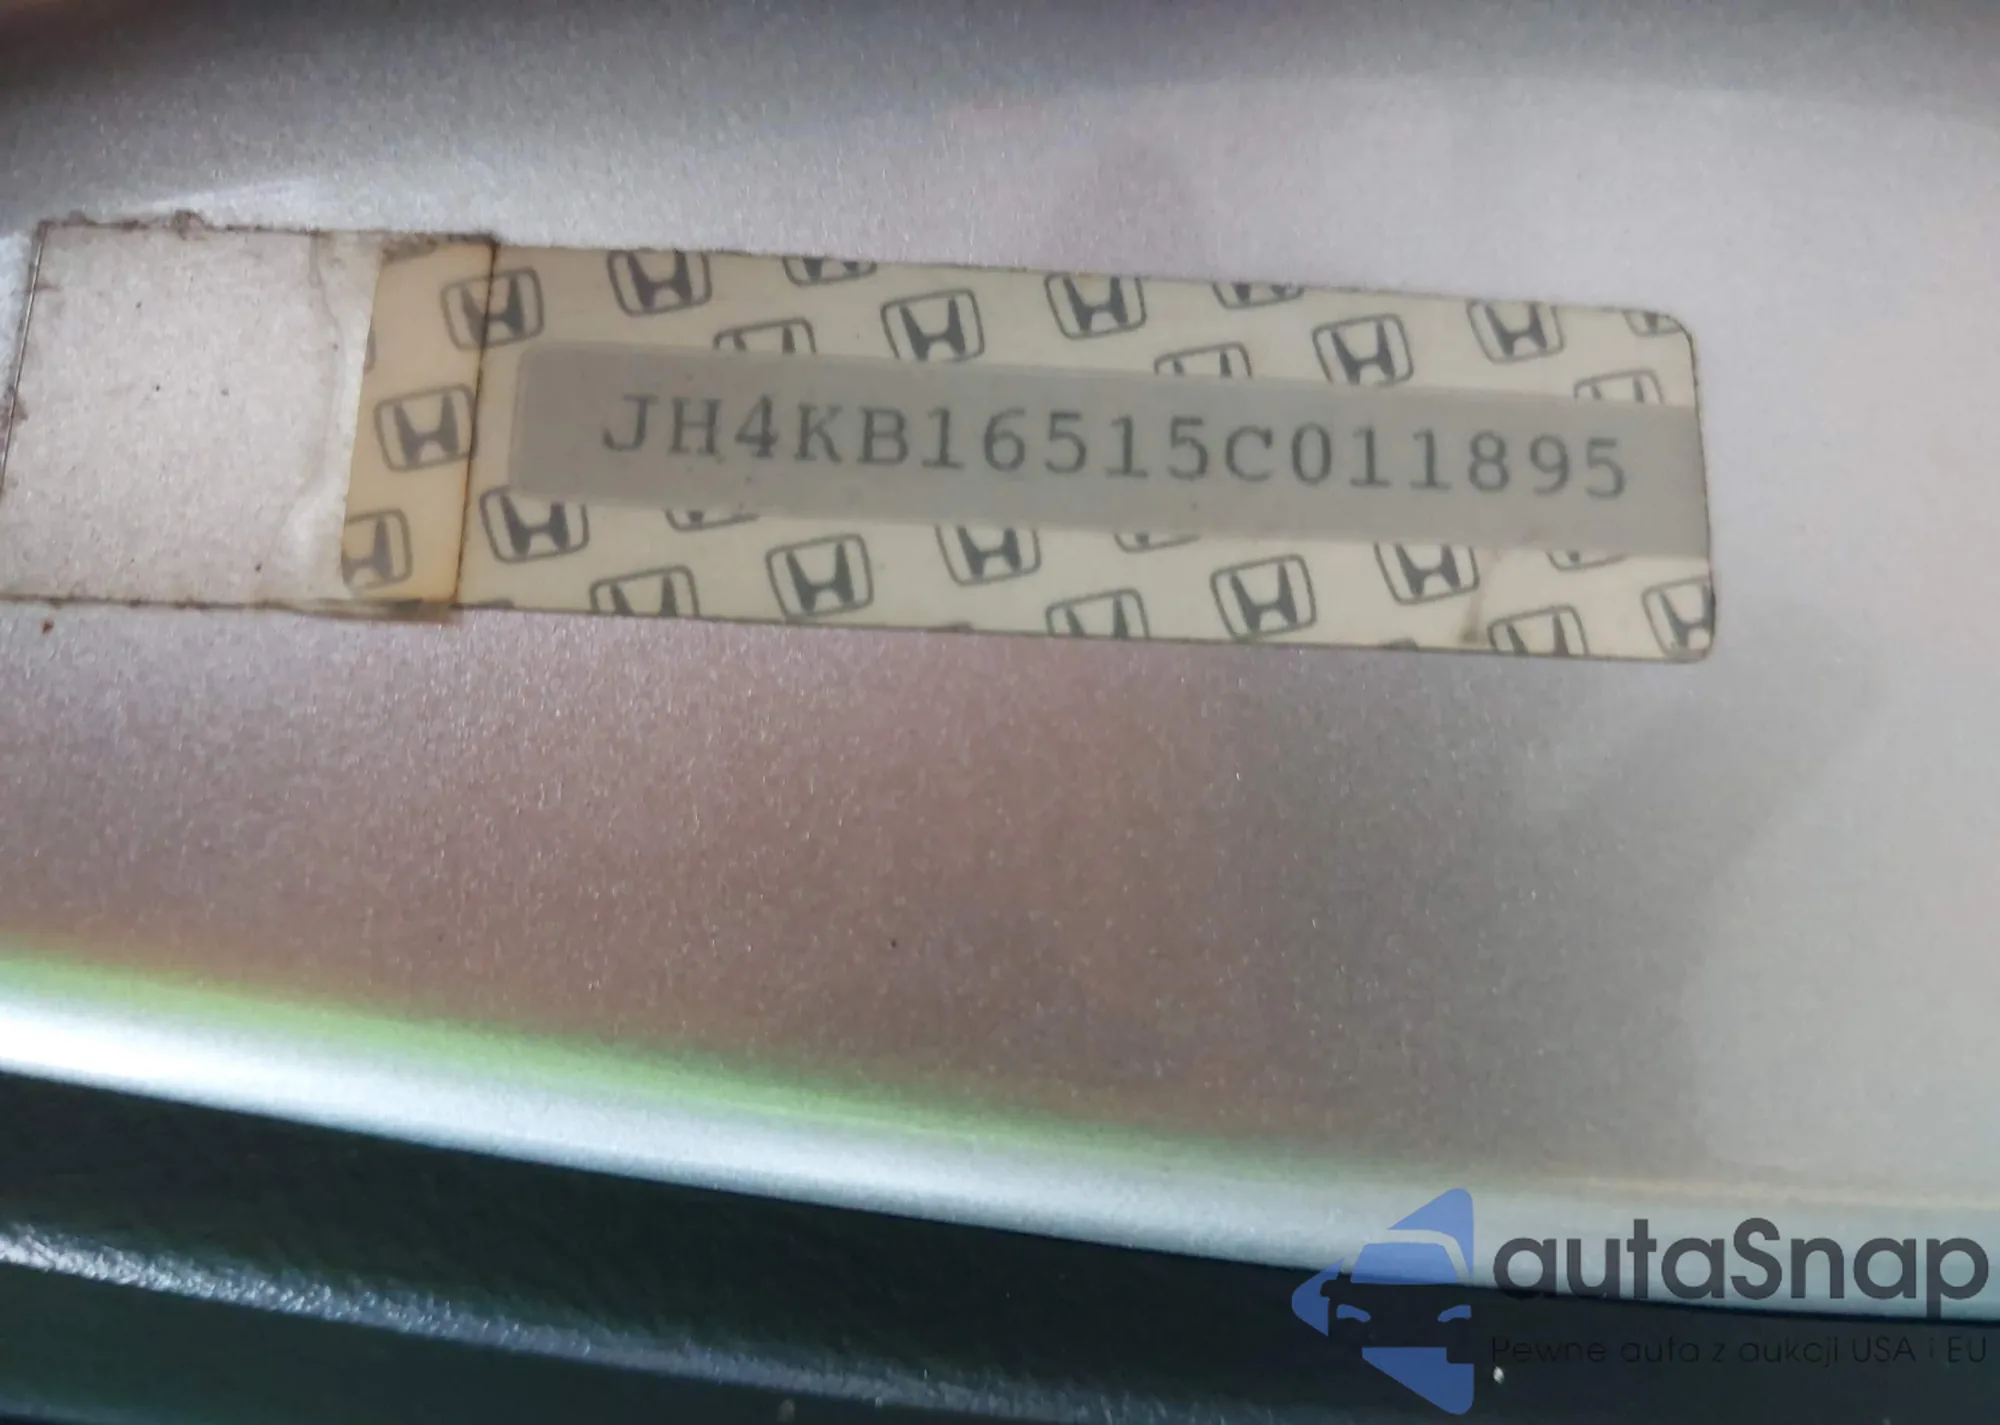 JH4KB16515C011895
autaSnap
Pewne auta z aukcji USA i EU